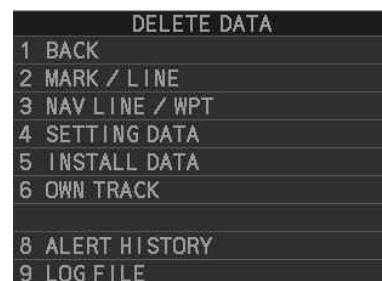 DELETE DATA
1 BACK
2 MARK / LINE
3 NAV LINE / WPT
4 SETTING DATA
5 INSTALL DATA
6 OWN TRACK
8 ALERT HISTORY
9 LOG FILE